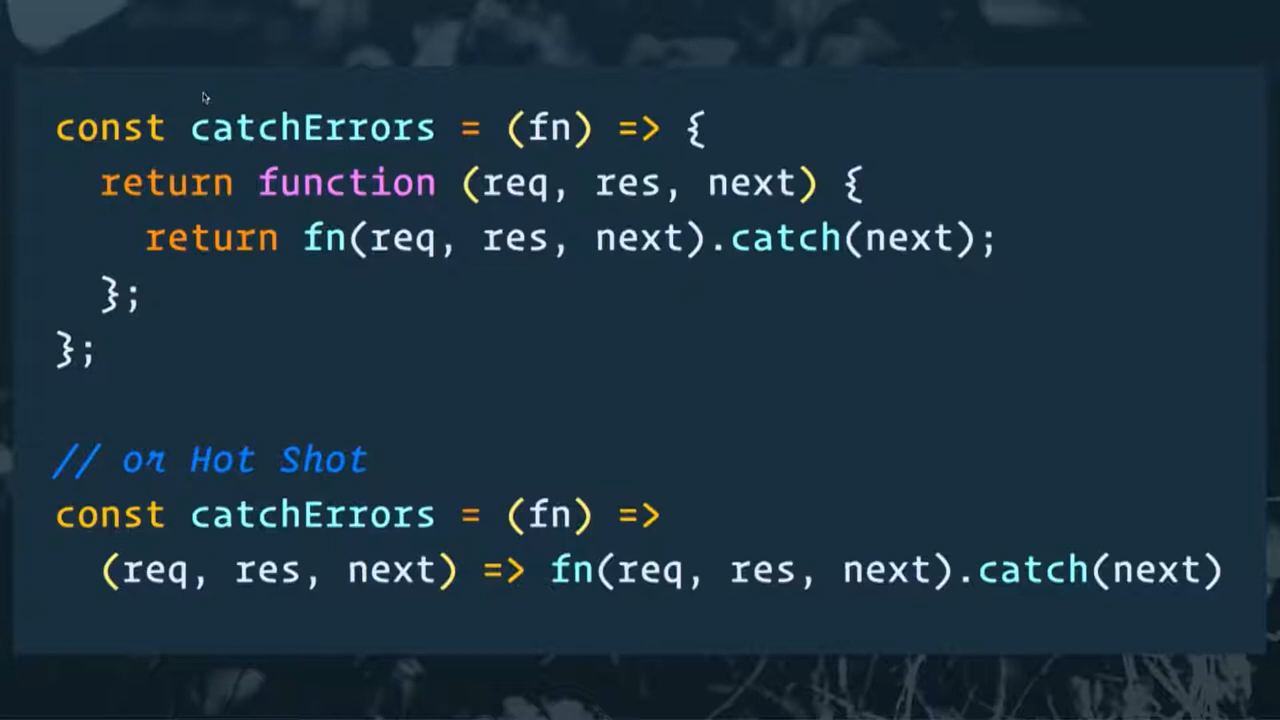 const catchErrors = (fn) => {
  return function (req, res, next) {
    return fn(req, res, next).catch(next);
  };
};
// or Hot Shot
const catchErrors = (fn) =>
  (req, res, next) => fn(req, res, next).catch(next)